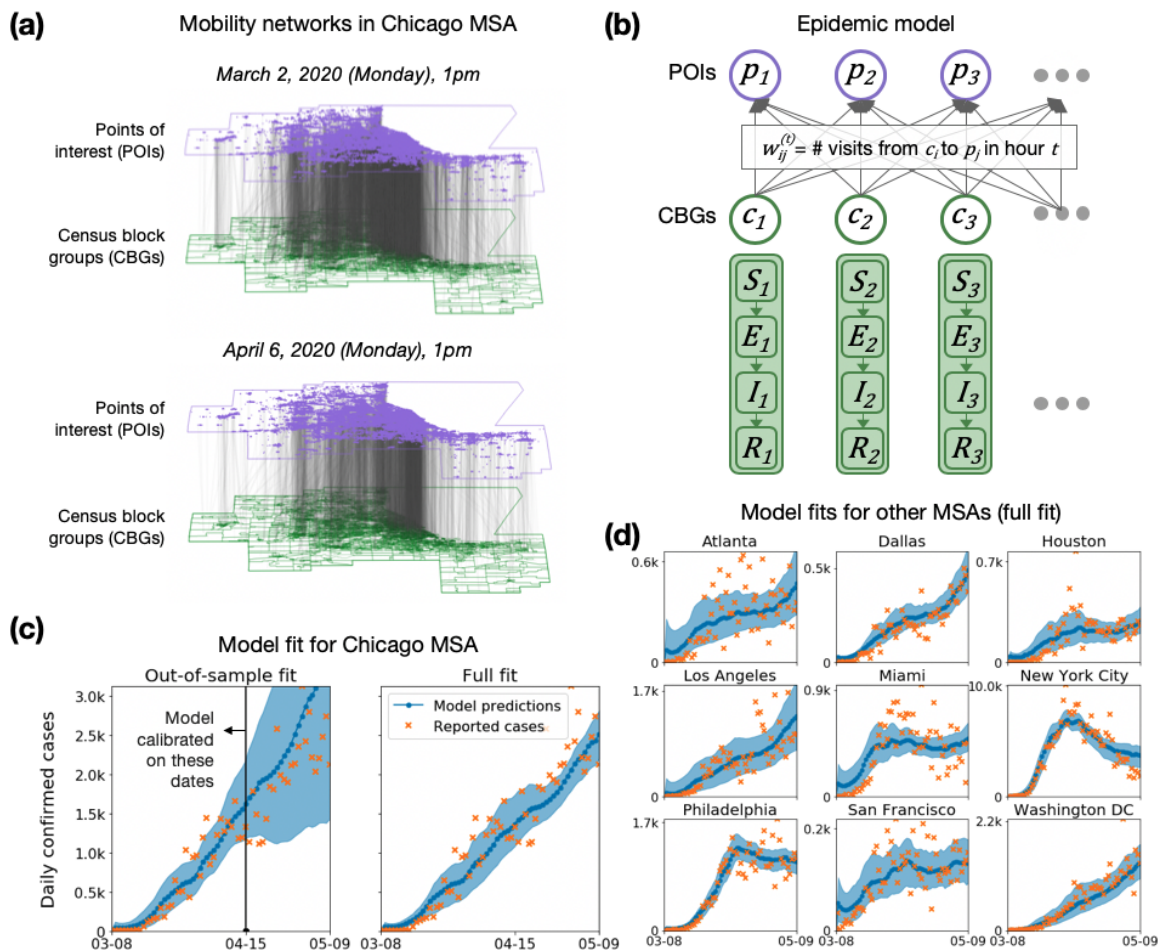 (a)
Mobility networks in Chicago MSA
March 2, 2020 (Monday), 1pm
Points of
interest (POIs)
Census block
groups (CBGs)
April 6, 2020 (Monday), 1pm
Points of
interest (POIs)
Census block
groups (CBGs)
(b)
Epidemic model
POIs
p1 p2 p3
wij(t) = # visits from ci to pj in hour t
CBGs
c1 c2 c3
S1 S2 S3
E1 E2 E3
I1 I2 I3
R1 R2 R3
(c)
Model fit for Chicago MSA
Out-of-sample fit
Daily confirmed cases
3.0k
2.5k
2.0k
1.5k
1.0k
0.5k
0
Model
calibrated
on these
dates
03-08 04-15 05-09
Full fit
Model predictions
Reported cases
03-08 04-15 05-09
(d)
Model fits for other MSAs (full fit)
Atlanta
0.6k
0
Dallas
0.5k
0
Houston
0.7k
0
Los Angeles
1.7k
0
Miami
0.9k
0
New York City
10.0k
0
Philadelphia
1.7k
0
03-08 05-09
San Francisco
0.2k
0
03-08 05-09
Washington DC
2.2k
0
03-08 05-09